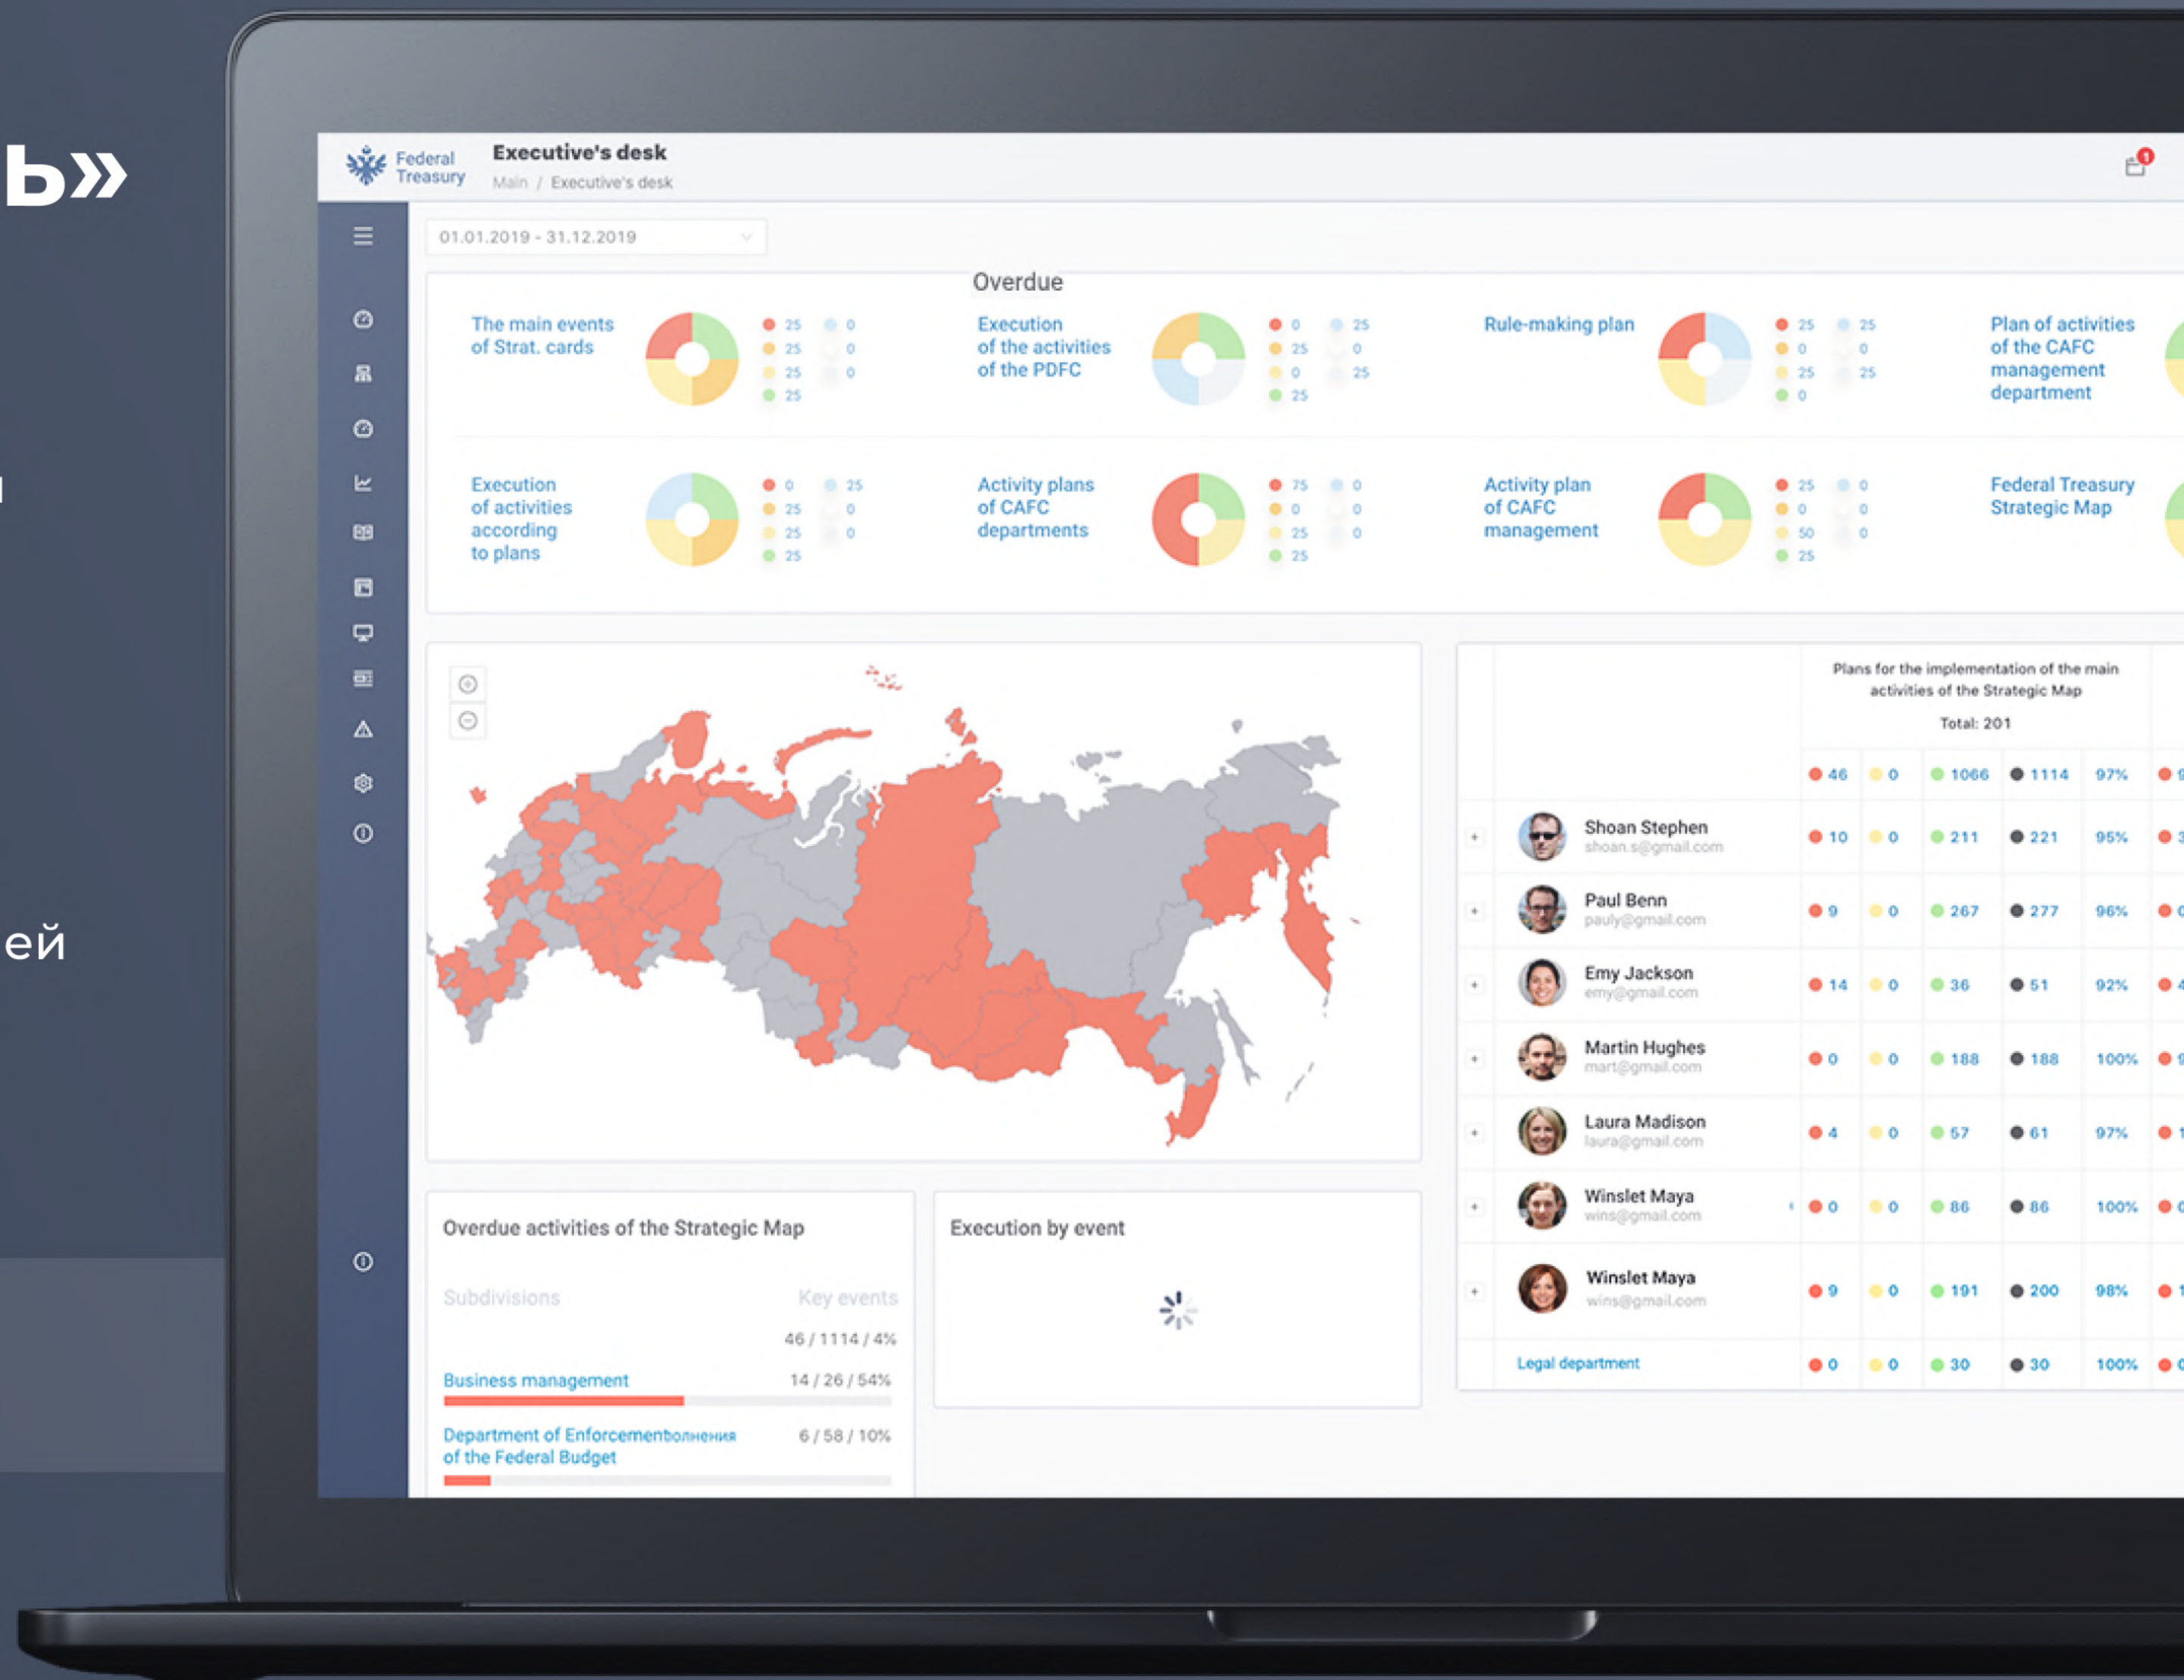 ь»
ей
Federal
Treasury
Executive's desk
Main / Executive's desk
1
01.01.2019 - 31.12.2019
Overdue
The main events
of Strat. cards
25 0
25 0
25 0
25
Execution
of the activities
of the PDFC
0 25
25 0
0 25
25
Rule-making plan
25 25
0 0
25 25
0
Plan of activities
of the CAFC
management
department
Execution
of activities
according
to plans
0 25
25 0
25 0
25
Activity plans
of CAFC
departments
75 0
0 0
25 0
25
Activity plan
of CAFC
management
25 0
0 0
50 0
25
Federal Treasury
Strategic Map
Plans for the implementation of the main
activities of the Strategic Map
Total: 201
46 0 1066 1114 97% 9
Shoan Stephen
shoan.s@gmail.com
10 0 211 221 95% 3
Paul Benn
pauly@gmail.com
9 0 267 277 96% 0
Emy Jackson
emy@gmail.com
14 0 36 51 92% 4
Martin Hughes
mart@gmail.com
0 0 188 188 100% 9
Laura Madison
laura@gmail.com
4 0 57 61 97% 1
Winslet Maya
wins@gmail.com
0 0 86 86 100% 0
Winslet Maya
wins@gmail.com
9 0 191 200 98% 1
Legal department
0 0 30 30 100% 0
Overdue activities of the Strategic Map
Subdivisions Key events
46 / 1114 / 4%
Business management 14 / 26 / 54%
Department of Enforcementолнения 6 / 58 / 10%
of the Federal Budget
Execution by event